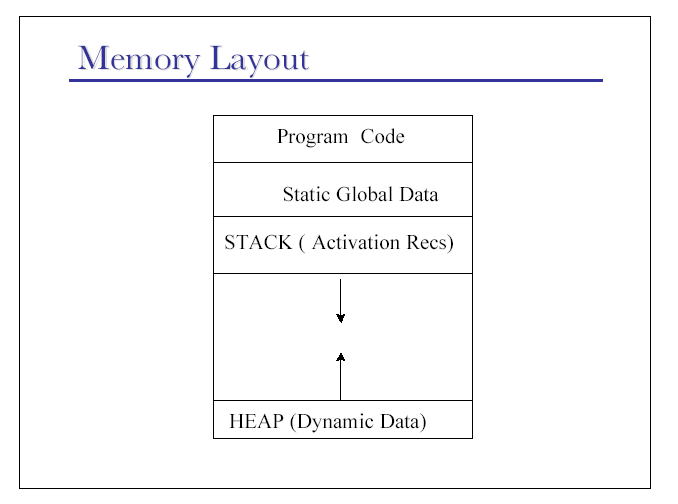 Memory Layout
Program Code
Static Global Data
STACK ( Activation Recs)
HEAP (Dynamic Data)